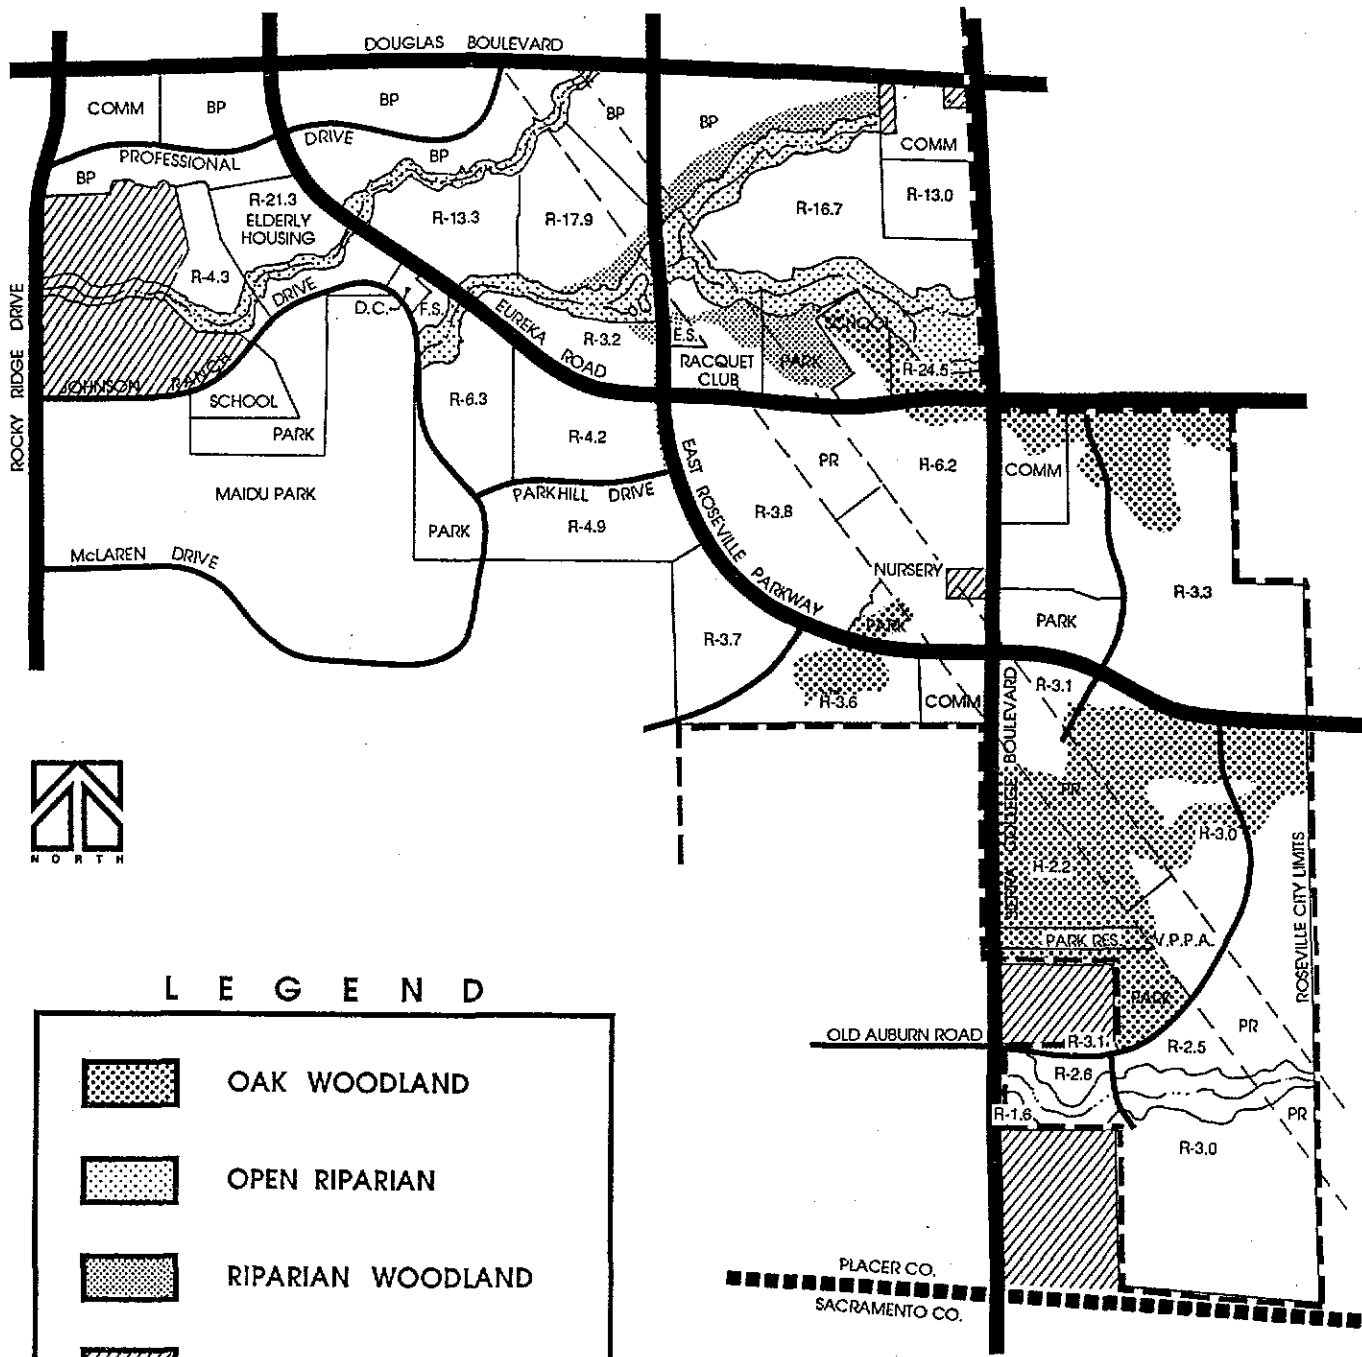 DOUGLAS BOULEVARD
COMM
BP
BP
BP
BP
COMM
PROFESSIONAL
DRIVE
BP
BP
R-21.3
ELDERLY
HOUSING
R-13.3
R-17.9
R-16.7
R-13.0
R-4.3
DRIVE
D.C.
F.S.
EUREKA
ROAD
R-3.2
E.S.
RACQUET
CLUB
PARK
SCHOOL
R-24.5
ROCKY RIDGE DRIVE
JOHNSON
RANCH
SCHOOL
PARK
R-6.3
R-4.2
MAIDU PARK
PARKHILL DRIVE
PARK
R-4.9
McLAREN DRIVE
EAST ROSEVILLE PARKWAY
PR
R-6.2
COMM
R-3.8
NURSERY
R-3.3
PARK
PARK
R-3.7
R-3.6
COMM
R-3.1
SIERRA COLLEGE BOULEVARD
PR
R-3.0
R-2.2
ROSEVILLE CITY LIMITS
PARK RES.
V.P.P.A.
PARK
OLD AUBURN ROAD
R-3.1
R-2.5
PR
R-2.6
R-1.6
PR
R-3.0
PLACER CO.
SACRAMENTO CO.
NORTH
LEGEND
OAK WOODLAND
OPEN RIPARIAN
RIPARIAN WOODLAND